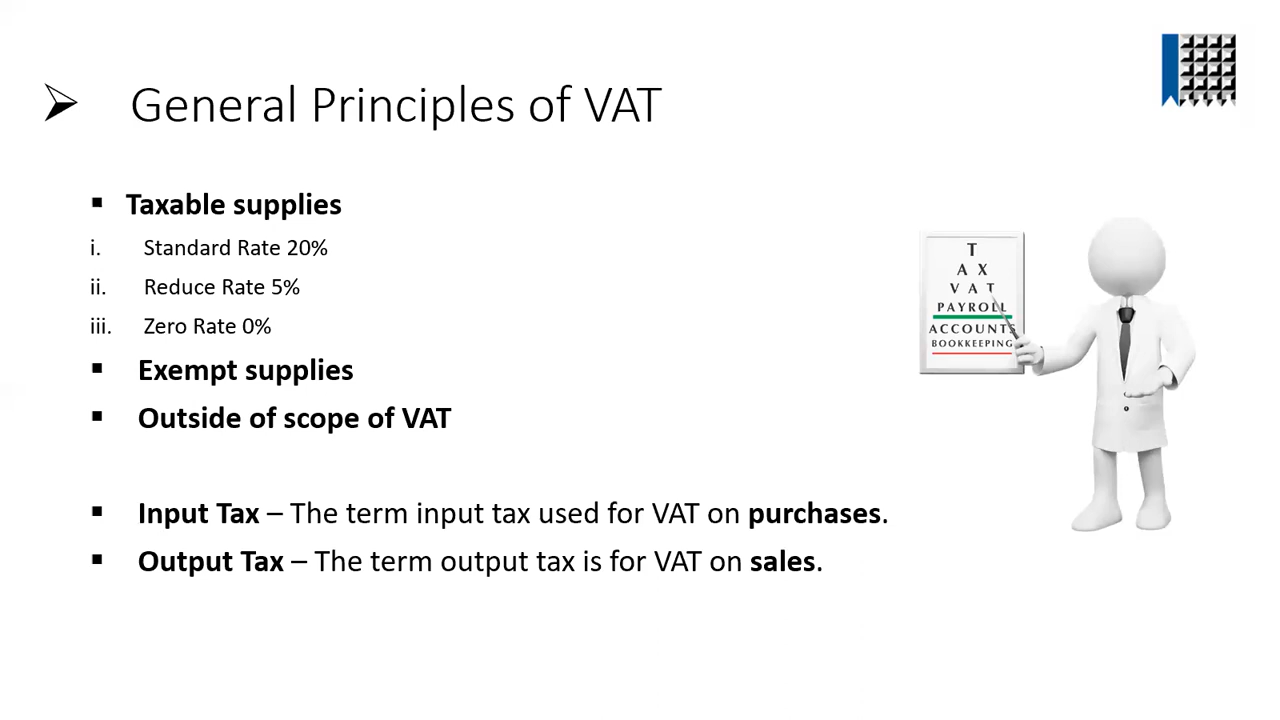 General Principles of VAT
Taxable supplies
i. Standard Rate 20%
ii. Reduce Rate 5%
iii. Zero Rate 0%
Exempt supplies
Outside of scope of VAT
Input Tax – The term input tax used for VAT on purchases.
Output Tax – The term output tax is for VAT on sales.
T
A X
V A T
PAYROLL
ACCOUNTS
BOOKKEEPING